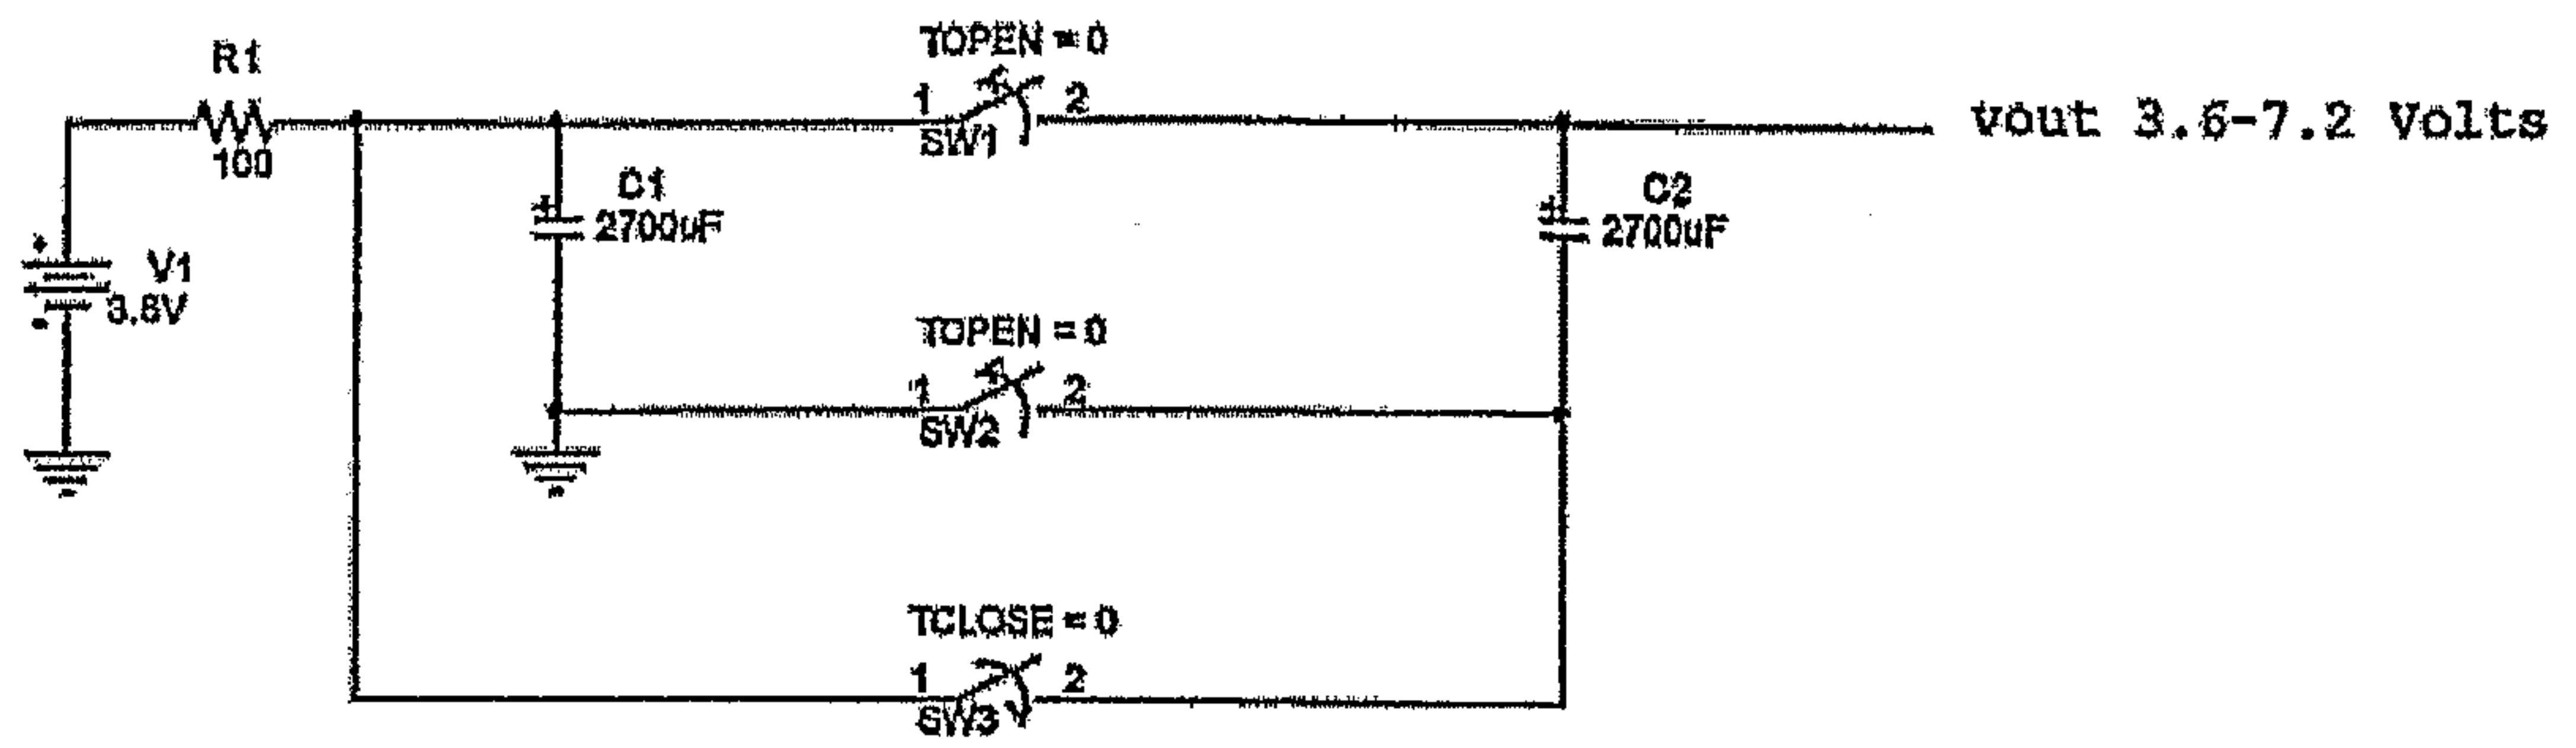 R1
100
V1
3.6V
+
-
C1
2700uF
TOPEN = 0
1 2
SW1
TOPEN = 0
1 2
SW2
TCLOSE = 0
1 2
SW3
C2
2700uF
vout 3.6-7.2 Volts